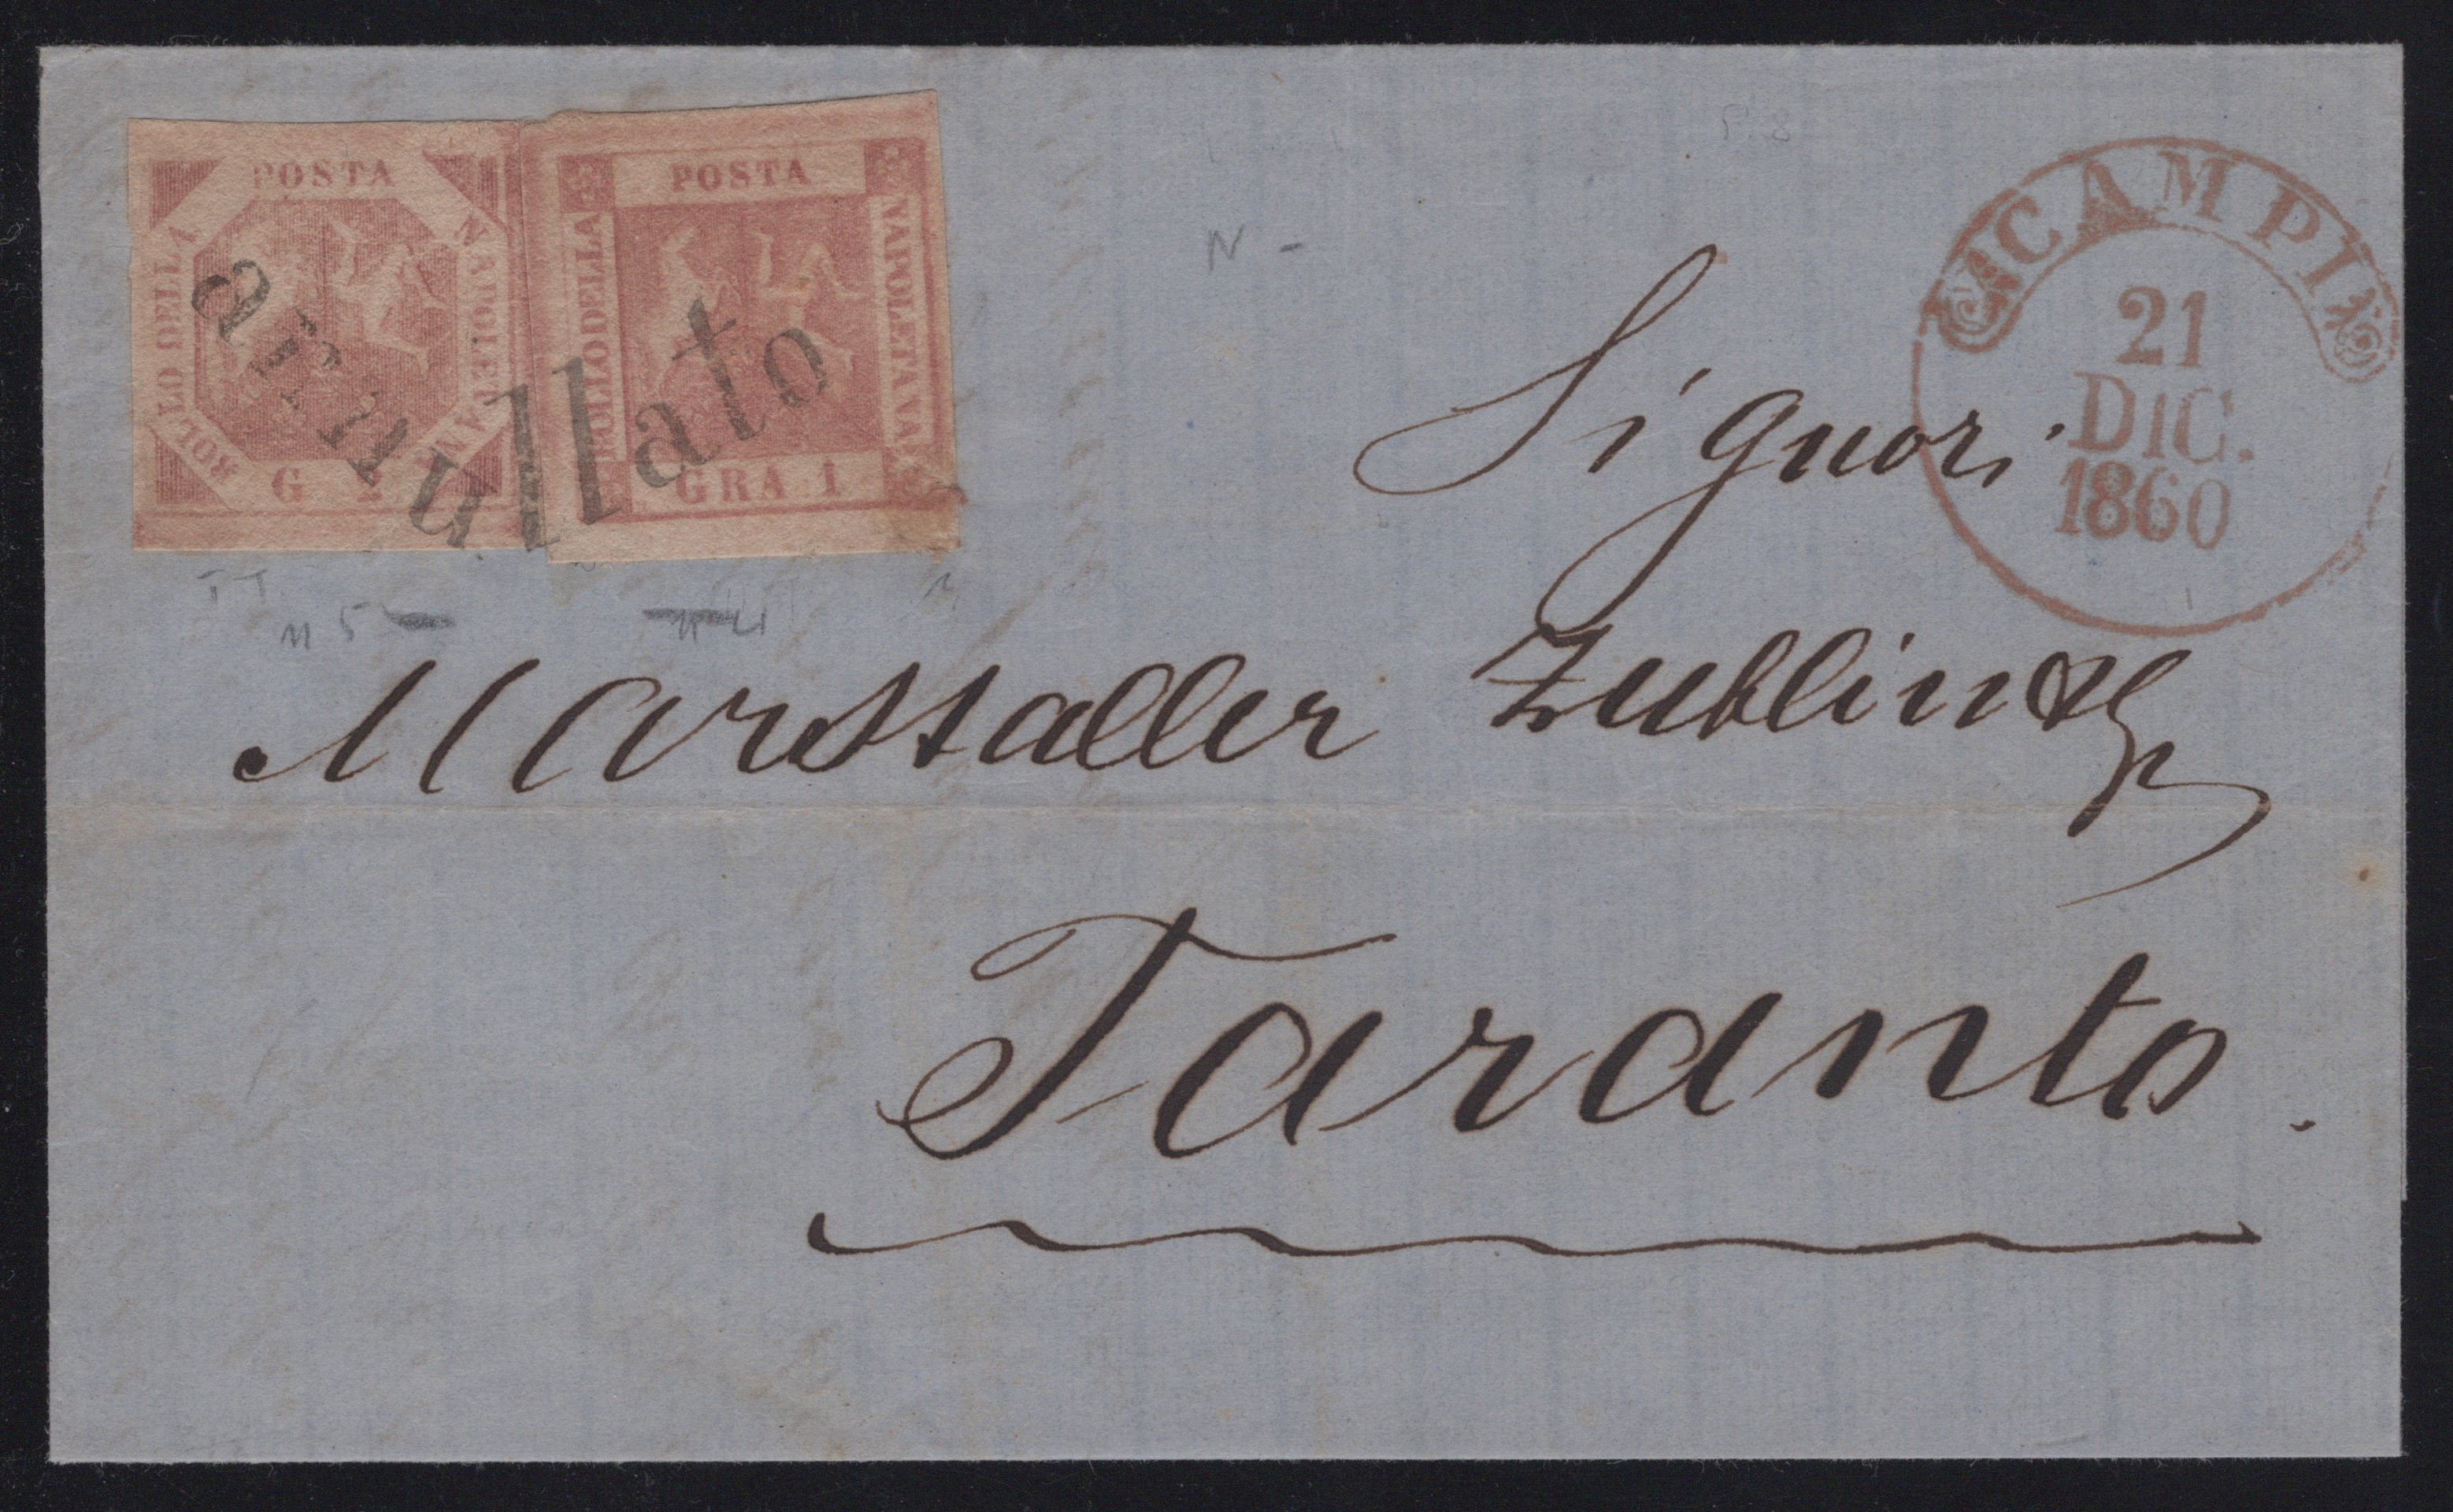 POSTA
BOLLO DELLA
NAPOLETANA
G 2
POSTA
BOLLO DELLA
NAPOLETANA
GRA 1
annullato
CAMPI
21
DIC.
1860
Signori
Marstaller Zublin & C
Taranto.